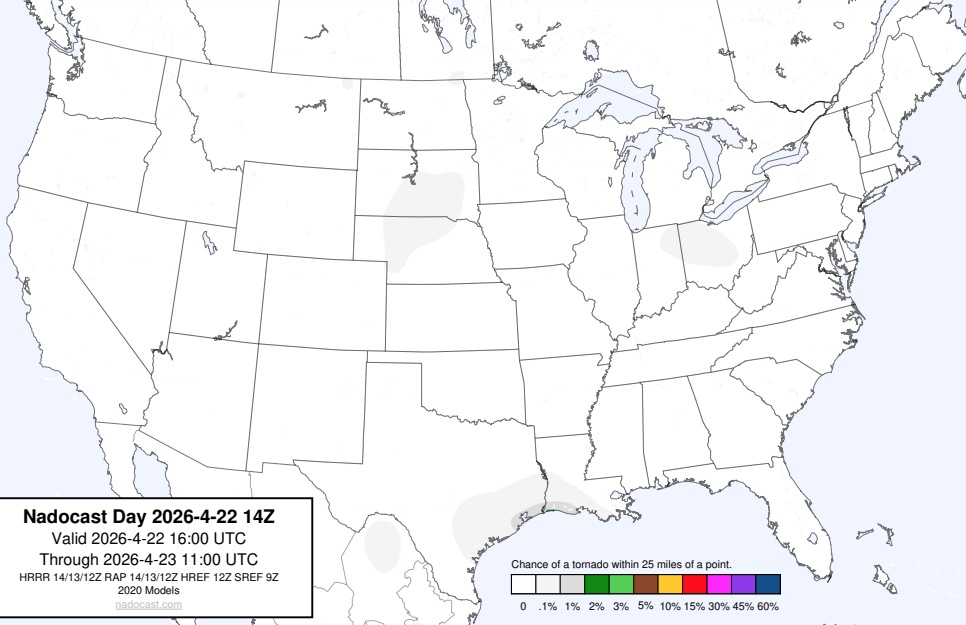 Nadocast Day 2026-4-22 14Z
Valid 2026-4-22 16:00 UTC
Through 2026-4-23 11:00 UTC
HRRR 14/13/12Z RAP 14/13/12Z HREF 12Z SREF 9Z
2020 Models
nadocast.com
Chance of a tornado within 25 miles of a point.
0 .1% 1% 2% 3% 5% 10% 15% 30% 45% 60%